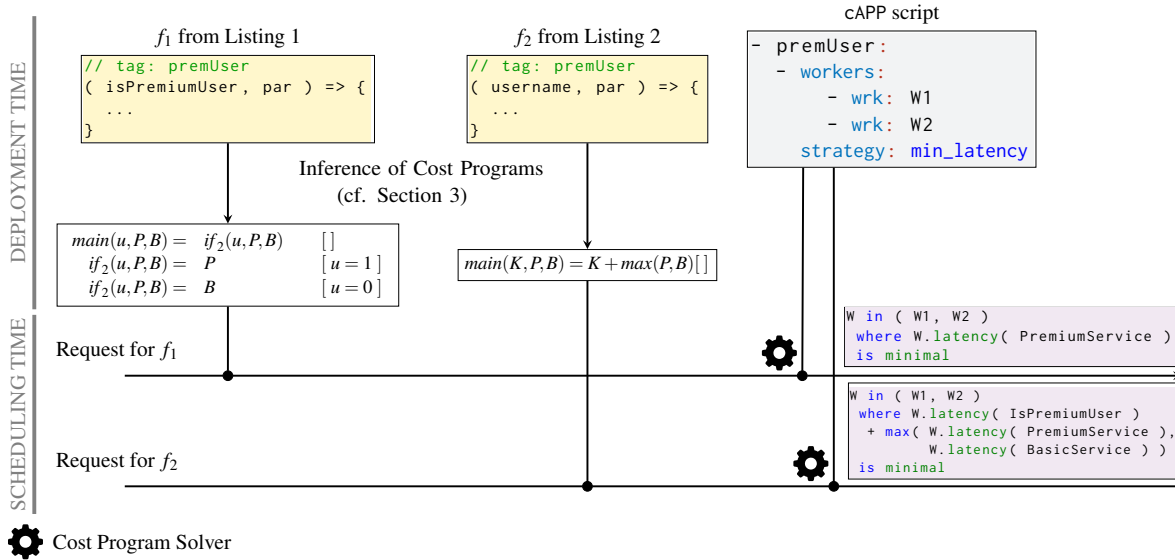 DEPLOYMENT TIME
f₁ from Listing 1
// tag: premUser
( isPremiumUser, par ) => {
...
}
f₂ from Listing 2
// tag: premUser
( username, par ) => {
...
}
cAPP script
- premUser:
- workers:
- wrk: W1
- wrk: W2
strategy: min_latency
Inference of Cost Programs
(cf. Section 3)
main(u,P,B) = if₂(u,P,B) [ ]
if₂(u,P,B) = P [ u = 1 ]
if₂(u,P,B) = B [ u = 0 ]
main(K,P,B) = K + max(P,B)[ ]
SCHEDULING TIME
Request for f₁
W in ( W1, W2 )
where W.latency( PremiumService )
is minimal
Request for f₂
W in ( W1, W2 )
where W.latency( IsPremiumUser )
+ max( W.latency( PremiumService ),
W.latency( BasicService ) )
is minimal
Cost Program Solver